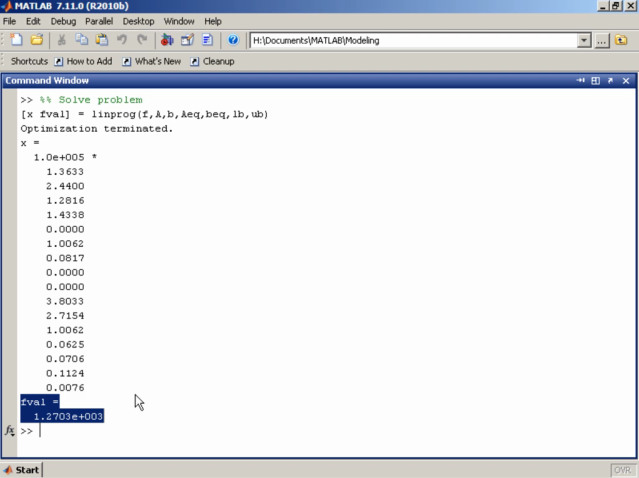 MATLAB 7.11.0 (R2010b)
File Edit Debug Parallel Desktop Window Help
H:\Documents\MATLAB\Modeling
...
Shortcuts How to Add What's New Cleanup
Command Window
>> %% Solve problem
[x fval] = linprog(f,A,b,Aeq,beq,lb,ub)
Optimization terminated.
x =
1.0e+005 *
1.3633
2.4400
1.2816
1.4338
0.0000
1.0062
0.0817
0.0000
0.0000
3.8033
2.7154
1.0062
0.0625
0.0706
0.1124
0.0076
fval =
1.2703e+003
fx >>
Start OVR